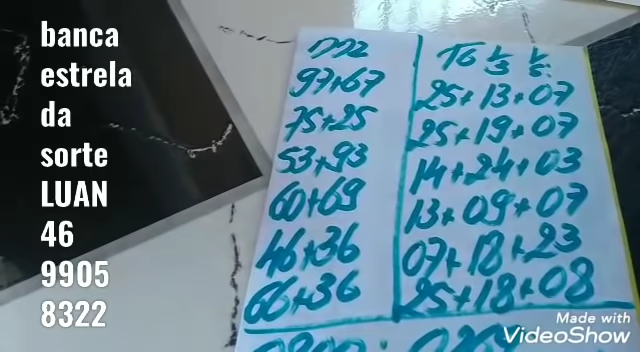 banca
estrela
da
sorte
LUAN
46
9905
8322
97+67
75+25
53+93
60+69
46+36
66+36
TG
25+13+07
25+19+07
14+24+03
13+09+07
07+18+23
25+18+08
Made with
VideoShow